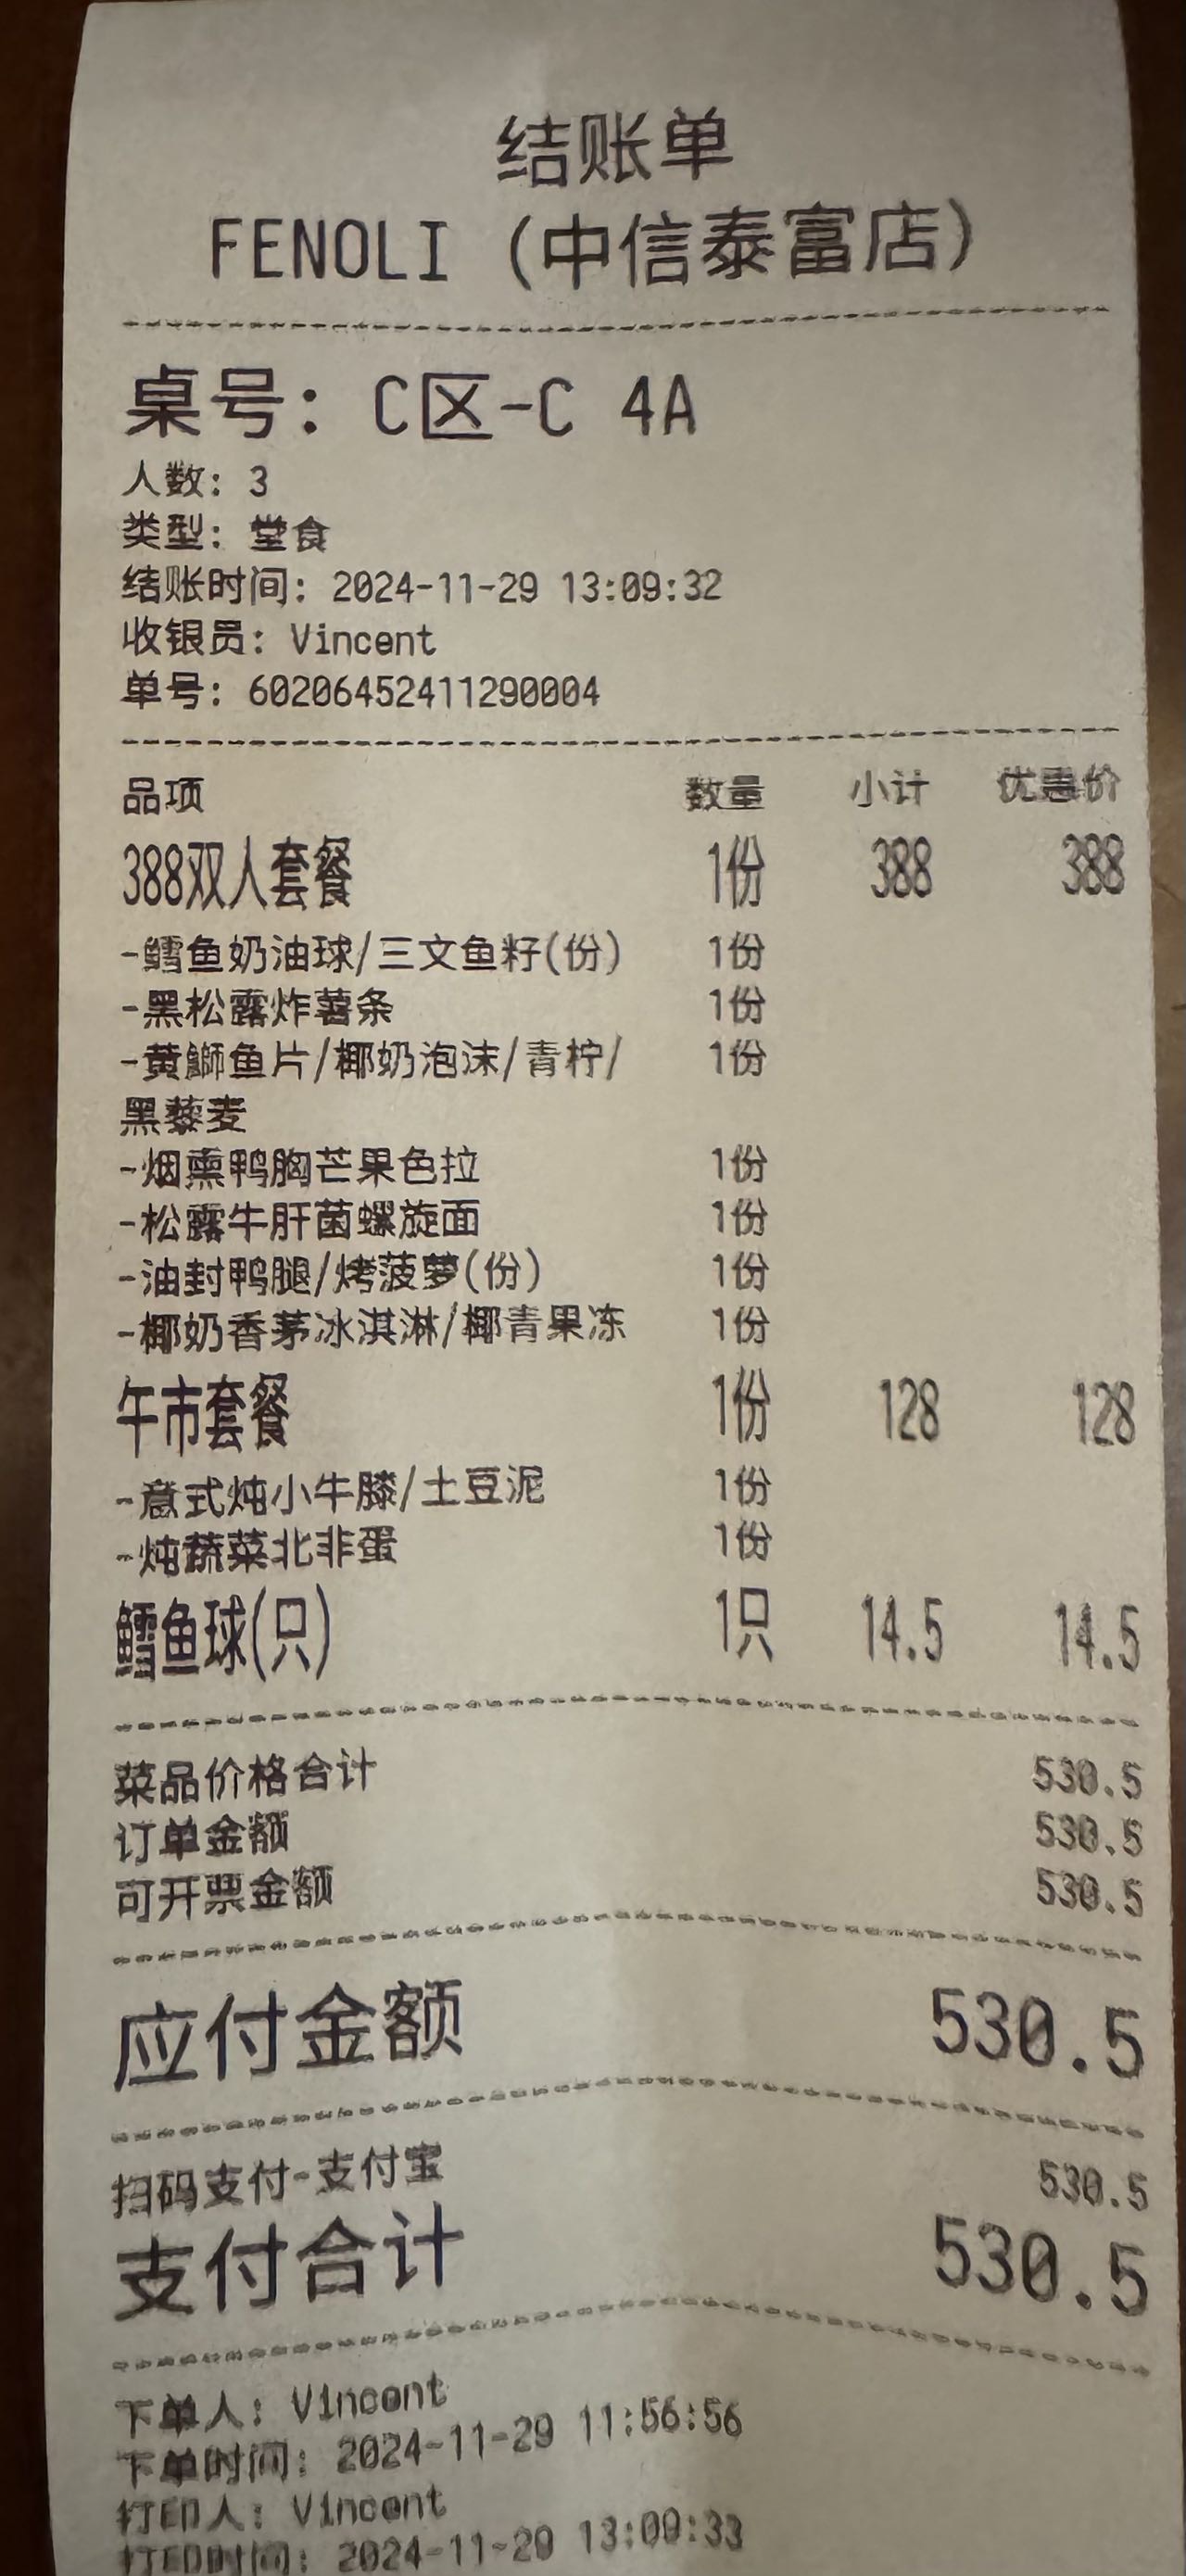 结账单
FENOLI (中信泰富店)
桌号: C区-C 4A
人数: 3
类型: 堂食
结账时间: 2024-11-29 13:09:32
收银员: Vincent
单号: 602064524112900​04
品项 数量 小计 优惠价
388双人套餐 1份 388 388
-鳕鱼奶油球/三文鱼籽(份) 1份
-黑松露炸薯条 1份
-黄鰤鱼片/椰奶泡沫/青柠/ 1份
黑藜麦
-烟熏鸭胸芒果色拉 1份
-松露牛肝菌螺旋面 1份
-油封鸭腿/烤菠萝(份) 1份
-椰奶香茅冰淇淋/椰青果冻 1份
午市套餐 1份 128 128
-意式炖小牛膝/土豆泥 1份
-炖蔬菜北非蛋 1份
鳕鱼球(只) 1只 14.5 14.5
菜品价格合计 530.5
订单金额 530.5
可开票金额 530.5
应付金额 530.5
扫码支付-支付宝 530.5
支付合计 530.5
下单人: Vincent
下单时间: 2024-11-29 11:56:56
打印人: Vincent
打印时间: 2024-11-29 13:09:33